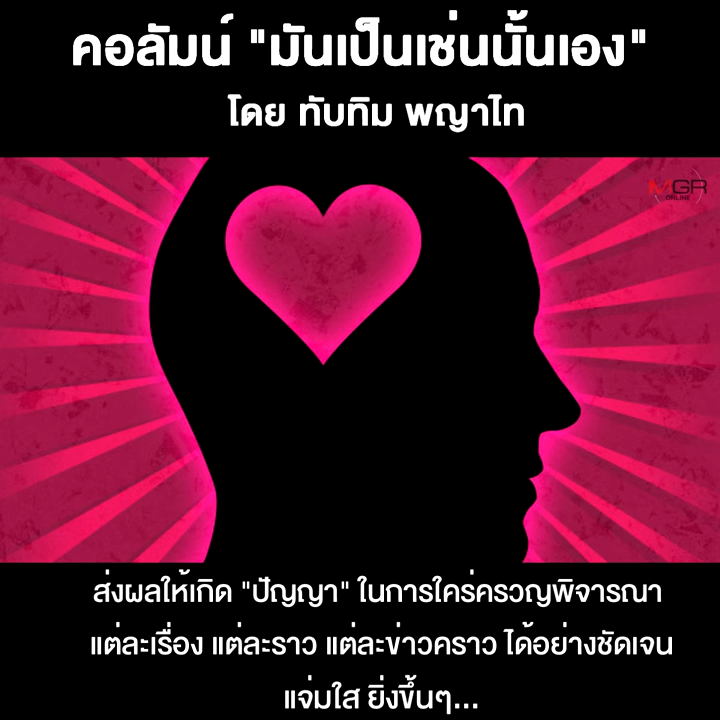 คอลัมน์ "มันเป็นเช่นนั้นเอง"
โดย ทับทิม พญาไท
MGR
ONLINE
ส่งผลให้เกิด "ปัญญา" ในการใคร่ครวญพิจารณา
แต่ละเรื่อง แต่ละราว แต่ละข่าวคราว ได้อย่างชัดเจน
แจ่มใส ยิ่งขึ้นๆ...